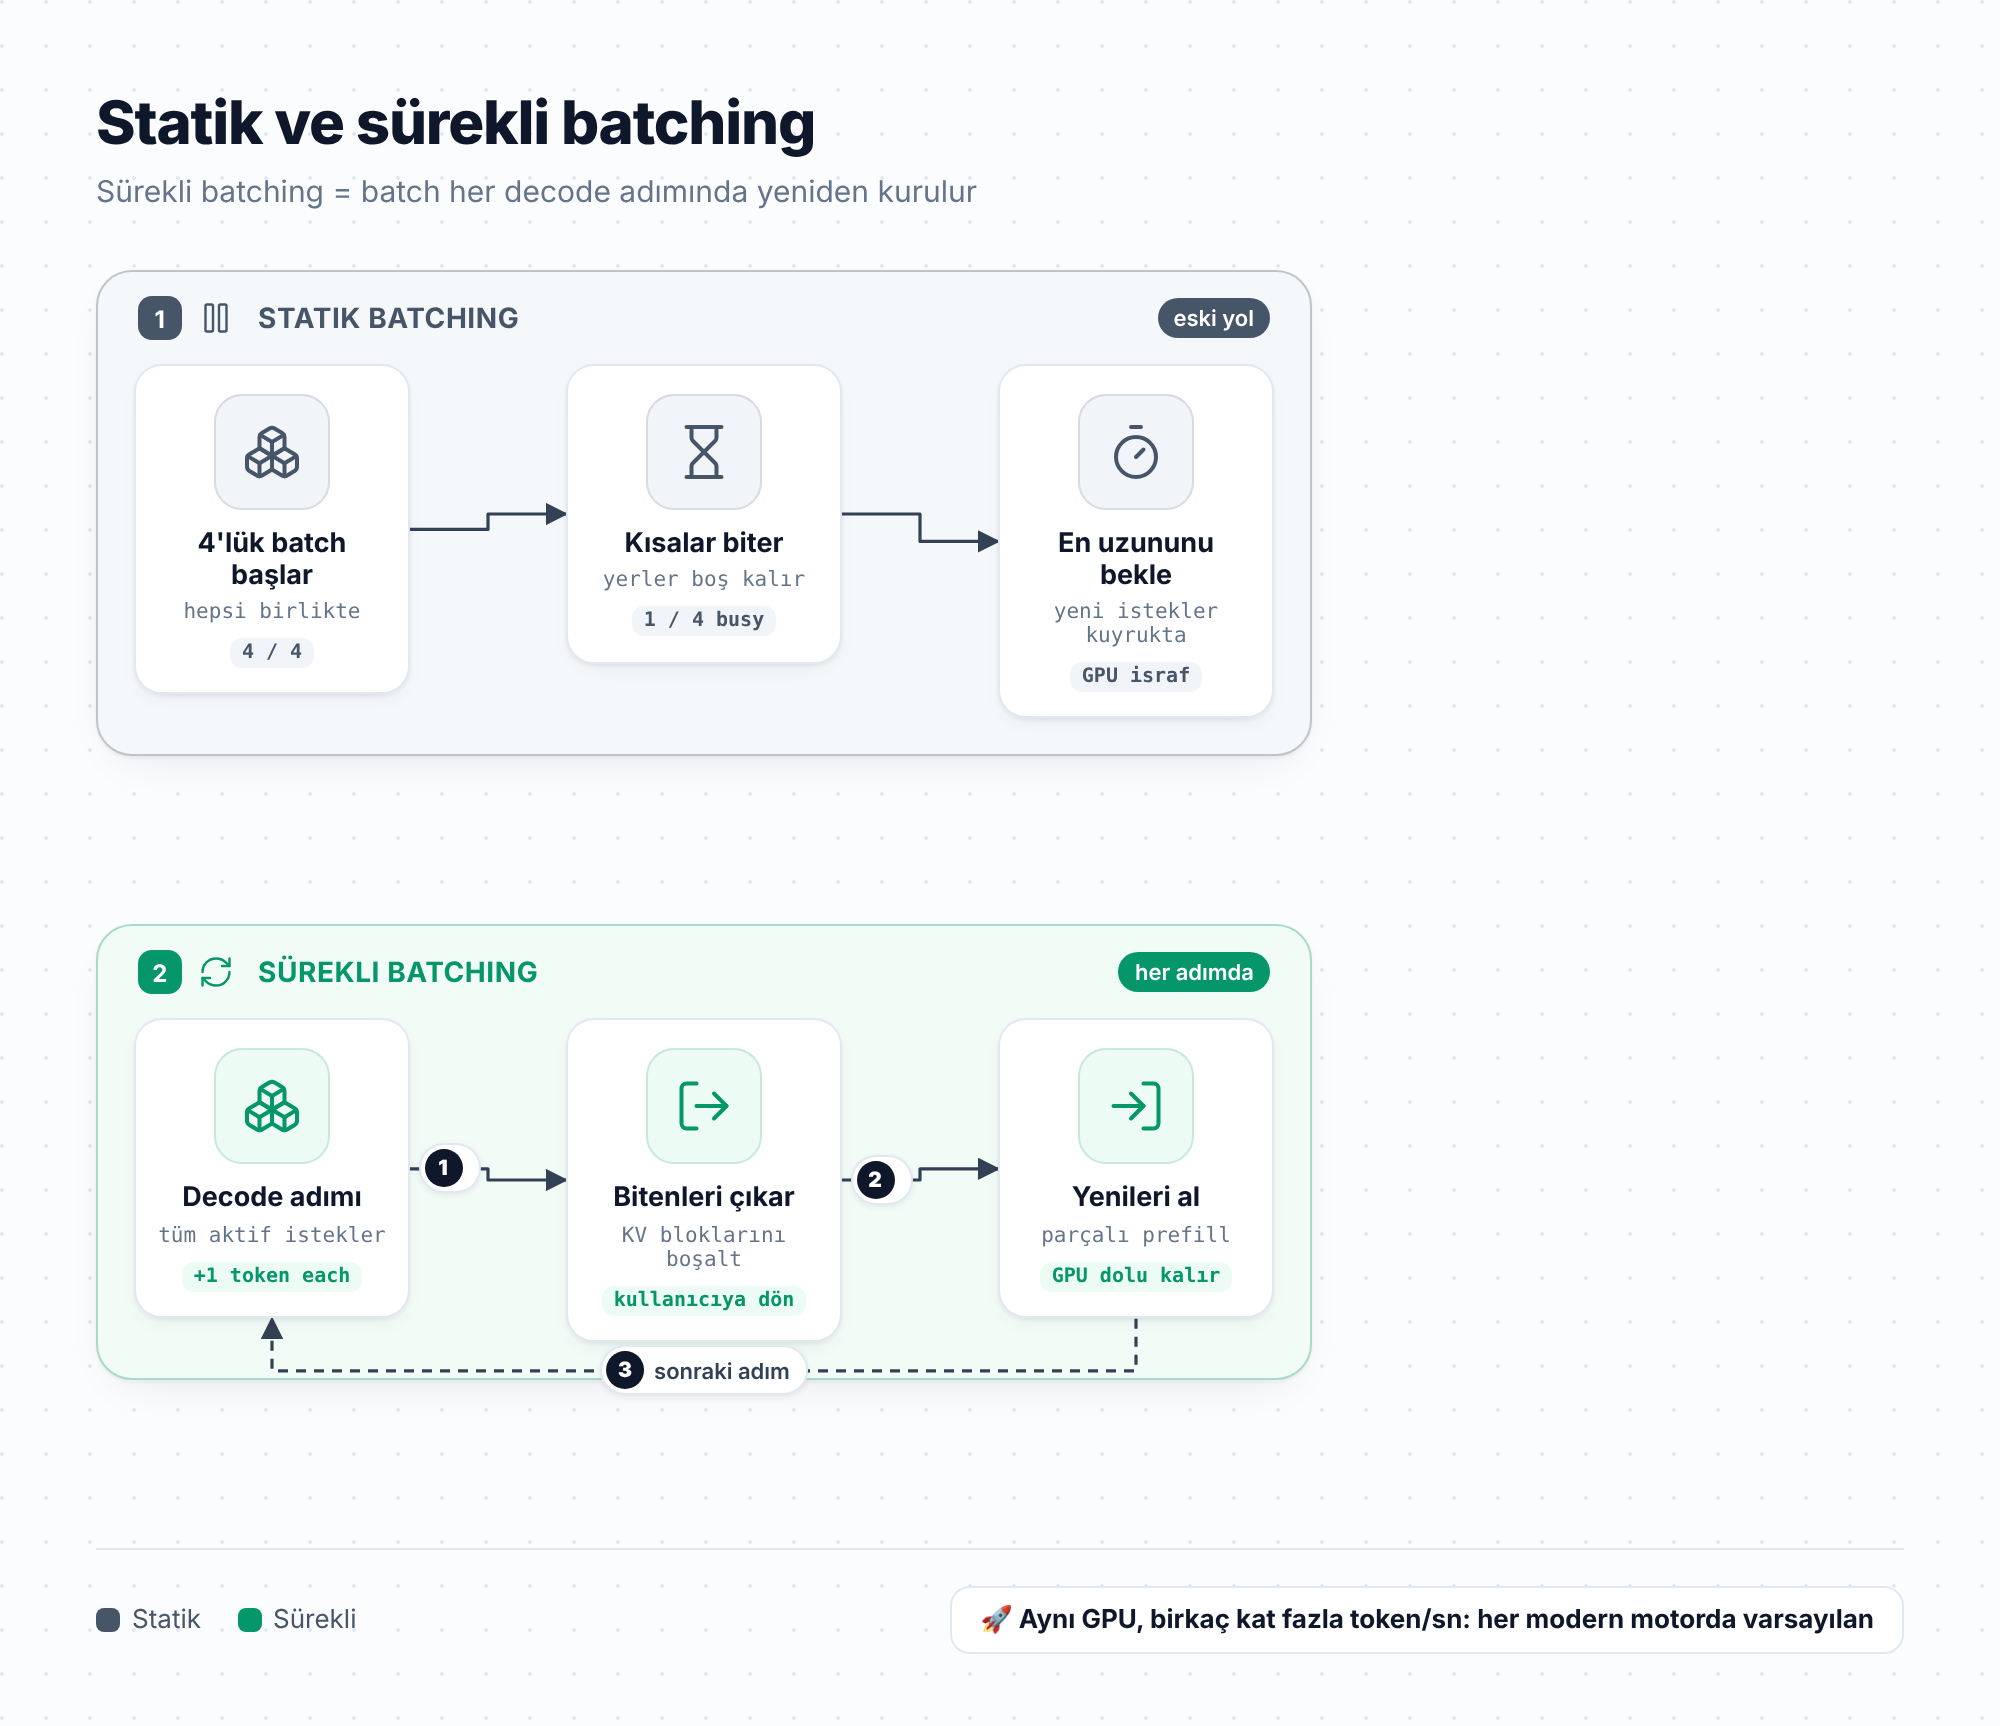 Statik ve sürekli batching
Sürekli batching = batch her decode adımında yeniden kurulur
1 STATIK BATCHING
eski yol
4'lük batch
başlar
hepsi birlikte
4 / 4
Kısalar biter
yerler boş kalır
1 / 4 busy
En uzununu
bekle
yeni istekler
kuyrukta
GPU israf
2 SÜREKLI BATCHING
her adımda
Decode adımı
tüm aktif istekler
+1 token each
1
Bitenleri çıkar
KV bloklarını
boşalt
kullanıcıya dön
2
Yenileri al
parçalı prefill
GPU dolu kalır
3 sonraki adım
Statik
Sürekli
🚀 Aynı GPU, birkaç kat fazla token/sn: her modern motorda varsayılan